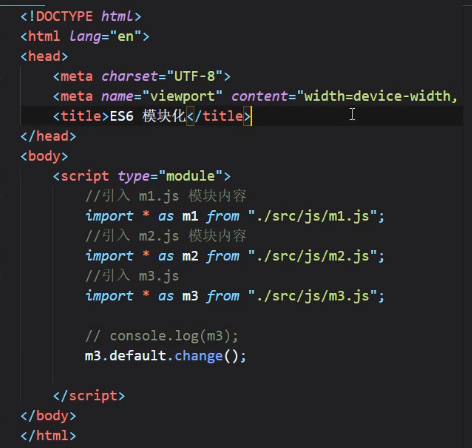 <!DOCTYPE html>
<html lang="en">
<head>
<meta charset="UTF-8">
<meta name="viewport" content="width=device-width,
<title>ES6 模块化</title>
</head>
<body>
<script type="module">
//引入 m1.js 模块内容
import * as m1 from "./src/js/m1.js";
//引入 m2.js 模块内容
import * as m2 from "./src/js/m2.js";
//引入 m3.js
import * as m3 from "./src/js/m3.js";
// console.log(m3);
m3.default.change();
</script>
</body>
</html>